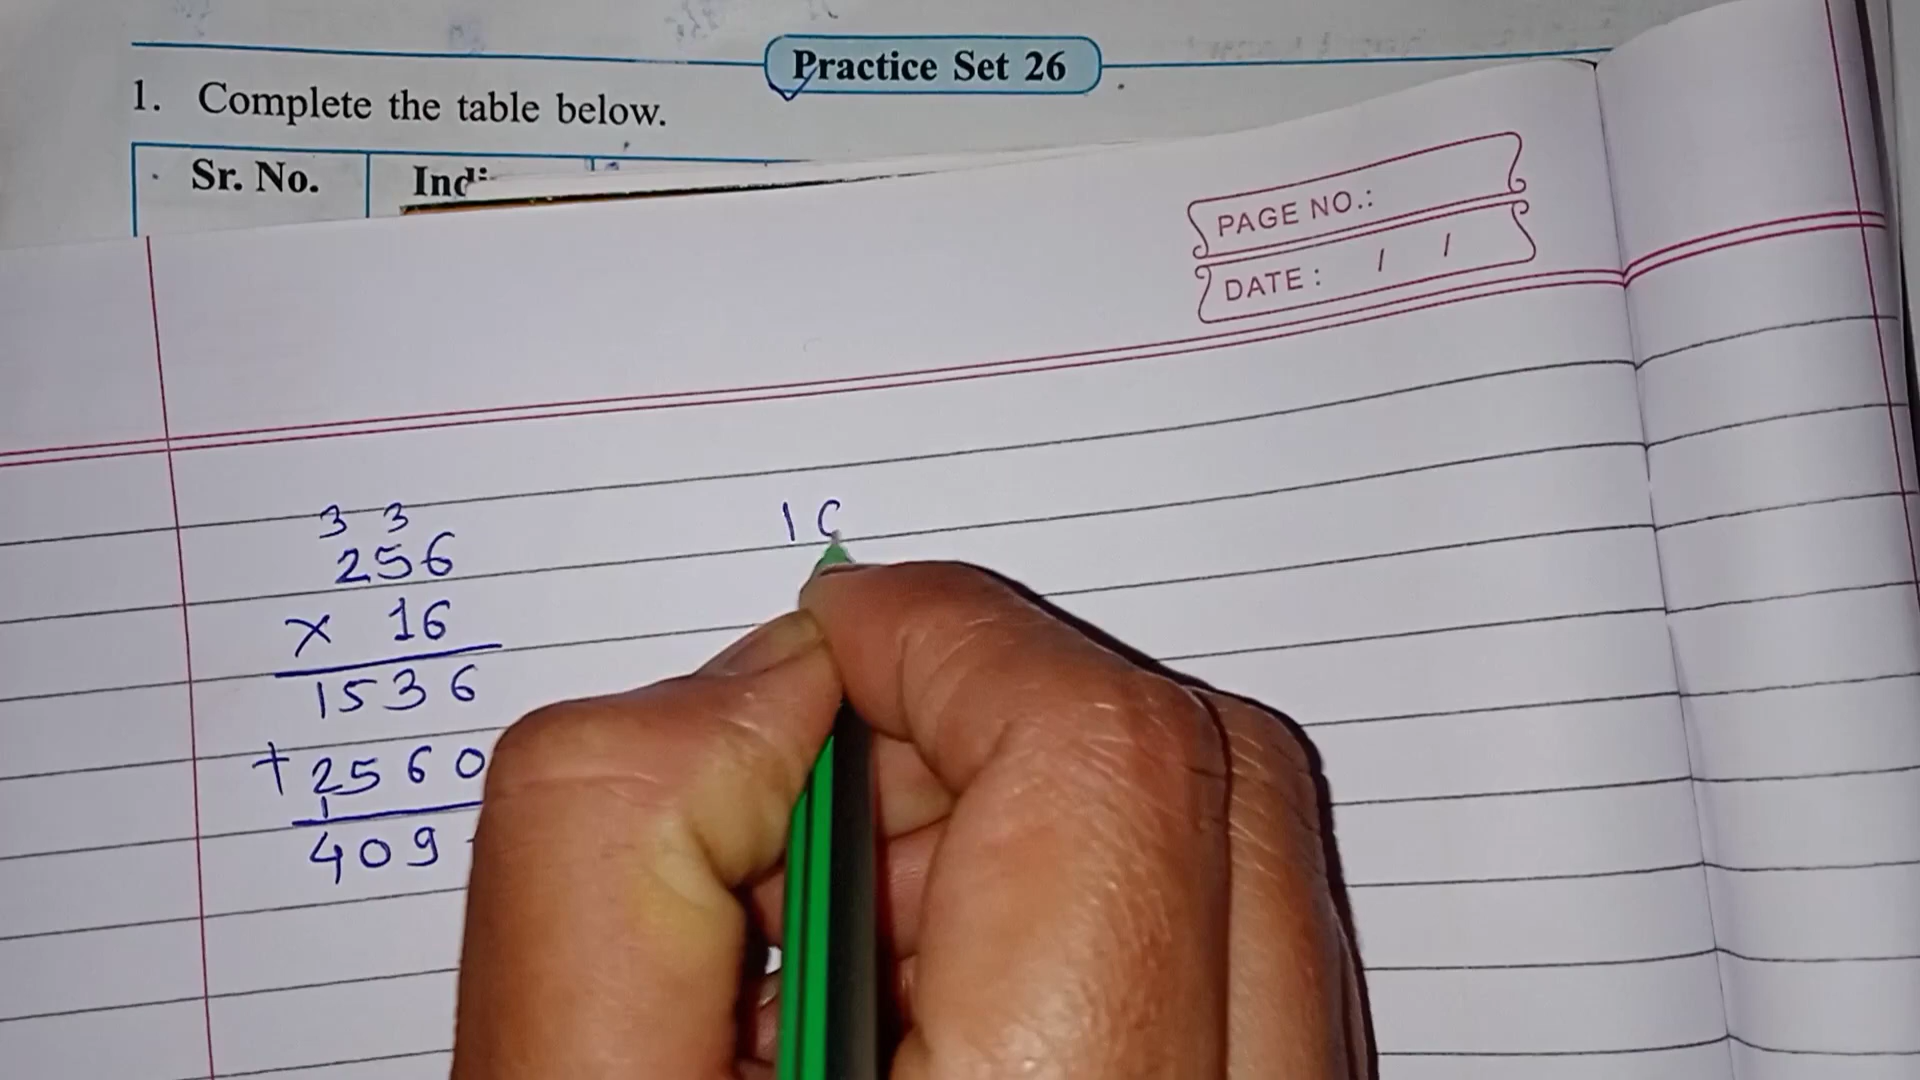 Practice Set 26
1. Complete the table below.
Sr. No.
PAGE NO.:
DATE : / /
3 3
256
× 16
1536
+ 2560
1
409
1